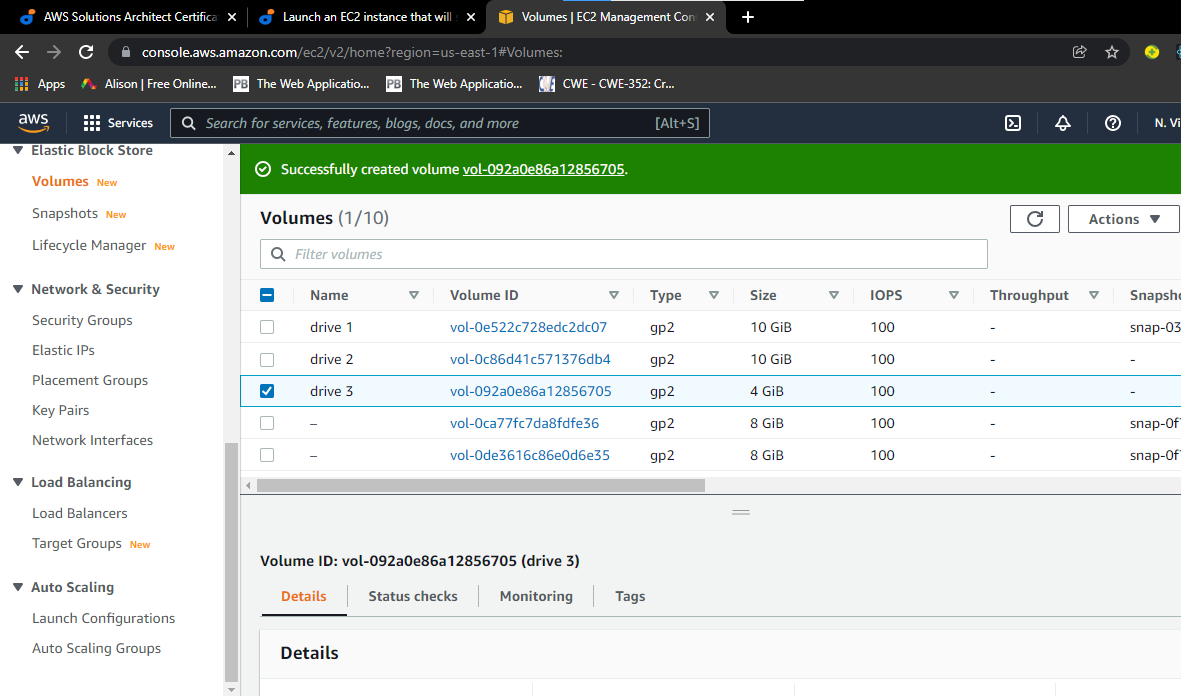 AWS Solutions Architect Certifica
Launch an EC2 instance that will
Volumes | EC2 Management Con
console.aws.amazon.com/ec2/v2/home?region=us-east-1#Volumes:
Apps Alison | Free Online... PB The Web Applicatio... PB The Web Applicatio... CWE - CWE-352: Cr...
aws Services Search for services, features, blogs, docs, and more [Alt+S] N. Vi
Elastic Block Store
Volumes New
Snapshots New
Lifecycle Manager New
Network & Security
Security Groups
Elastic IPs
Placement Groups
Key Pairs
Network Interfaces
Load Balancing
Load Balancers
Target Groups New
Auto Scaling
Launch Configurations
Auto Scaling Groups
Successfully created volume vol-092a0e86a12856705.
Volumes (1/10)
Actions
Filter volumes
Name Volume ID Type Size IOPS Throughput Snapsho
drive 1 vol-0e522c728edc2dc07 gp2 10 GiB 100 - snap-03
drive 2 vol-0c86d41c571376db4 gp2 10 GiB 100 - -
drive 3 vol-092a0e86a12856705 gp2 4 GiB 100 - -
– vol-0ca77fc7da8fdfe36 gp2 8 GiB 100 - snap-0f7
– vol-0de3616c86e0d6e35 gp2 8 GiB 100 - snap-0f7
Volume ID: vol-092a0e86a12856705 (drive 3)
Details Status checks Monitoring Tags
Details